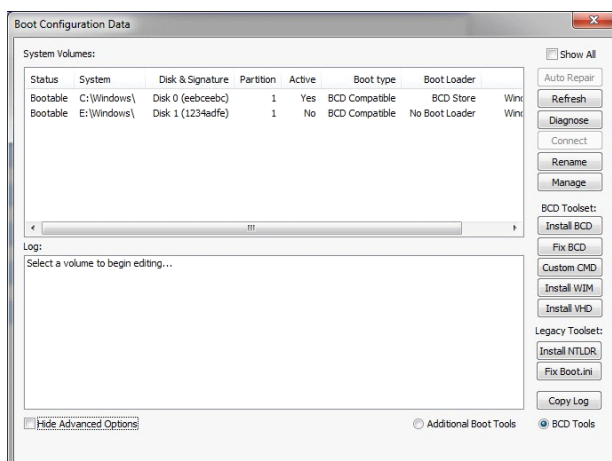 Boot Configuration Data
System Volumes:
Show All
Status System Disk & Signature Partition Active Boot type Boot Loader
Bootable C:\Windows\ Disk 0 (eebceebc) 1 Yes BCD Compatible BCD Store
Bootable E:\Windows\ Disk 1 (1234adfe) 1 No BCD Compatible No Boot Loader
Auto Repair
Refresh
Diagnose
Connect
Rename
Manage
BCD Toolset:
Install BCD
Fix BCD
Custom CMD
Install WIM
Install VHD
Legacy Toolset:
Install NTLDR
Fix Boot.ini
Copy Log
Log:
Select a volume to begin editing...
Hide Advanced Options
Additional Boot Tools
BCD Tools